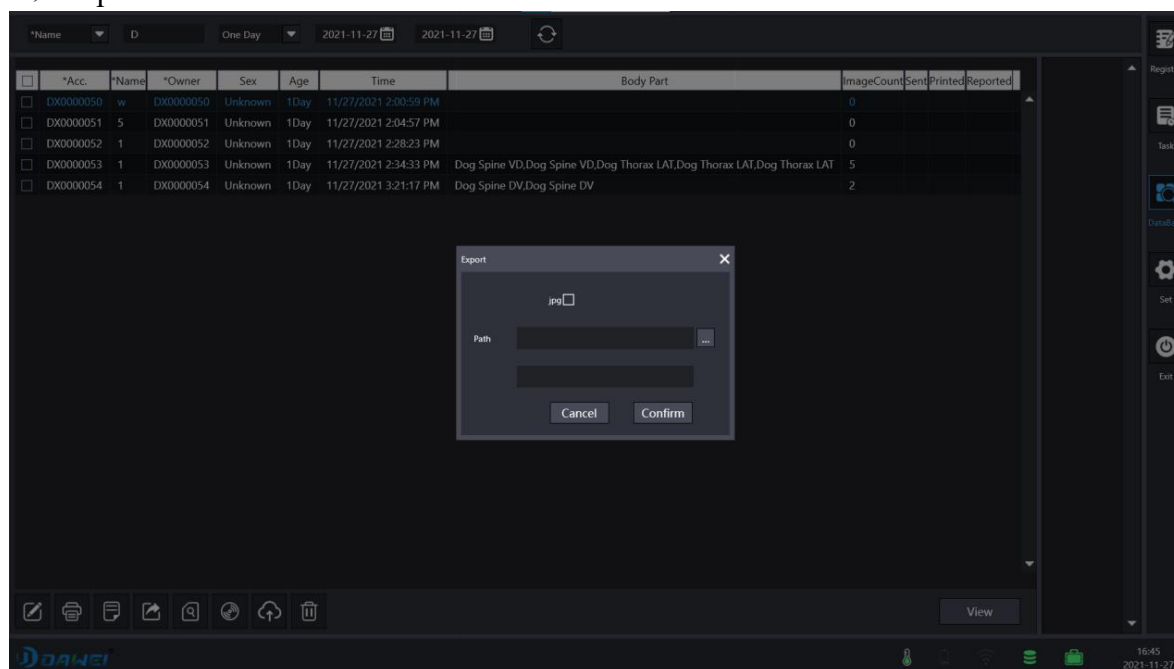 *Name D One Day 2021-11-27 2021-11-27
*Acc. *Name *Owner Sex Age Time Body Part ImageCount Sent Printed Reported
DX0000050 w DX0000050 Unknown 1Day 11/27/2021 2:00:59 PM 0
DX0000051 5 DX0000051 Unknown 1Day 11/27/2021 2:04:57 PM 0
DX0000052 1 DX0000052 Unknown 1Day 11/27/2021 2:28:23 PM 0
DX0000053 1 DX0000053 Unknown 1Day 11/27/2021 2:34:33 PM Dog Spine VD,Dog Spine VD,Dog Thorax LAT,Dog Thorax LAT,Dog Thorax LAT 5
DX0000054 1 DX0000054 Unknown 1Day 11/27/2021 3:21:17 PM Dog Spine DV,Dog Spine DV 2
Export
jpg
Path
...
Cancel Confirm
View
Regist
Task
DataBa
Set
Exit
DAWEI
16:45
2021-11-27